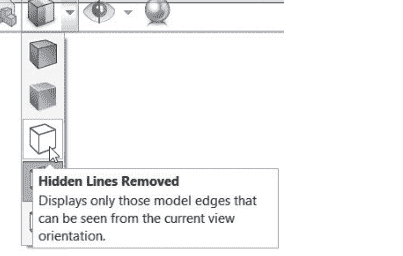 Hidden Lines Removed
Displays only those model edges that
can be seen from the current view
orientation.